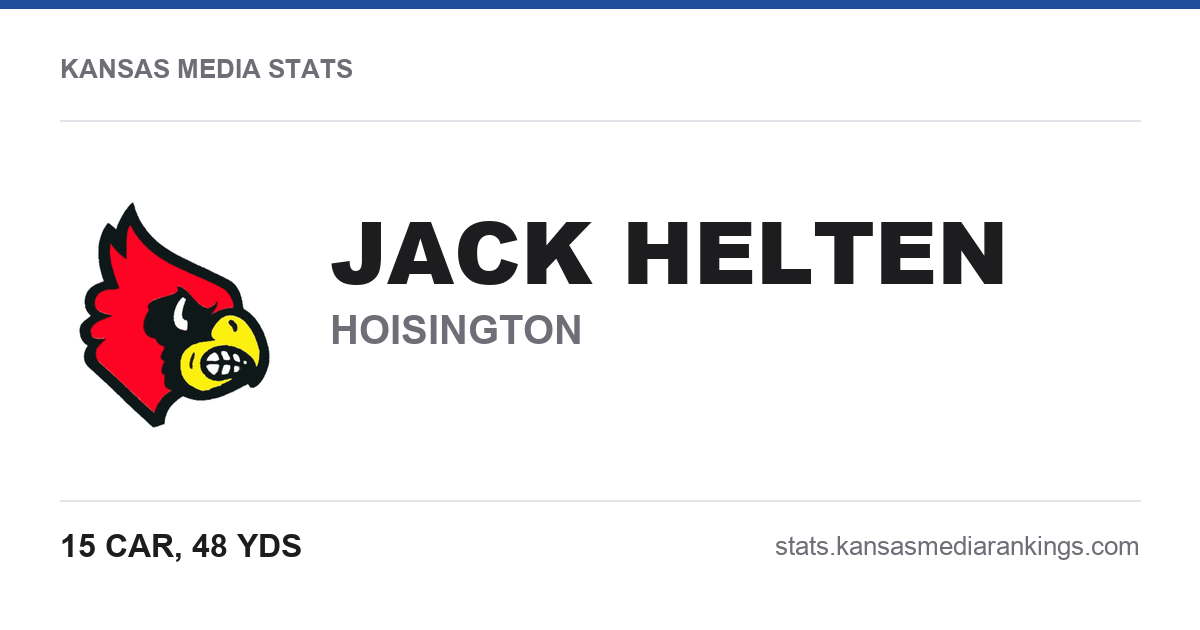 KANSAS MEDIA STATS
JACK HELTEN
HOISINGTON
15 CAR, 48 YDS
stats.kansasmediarankings.com